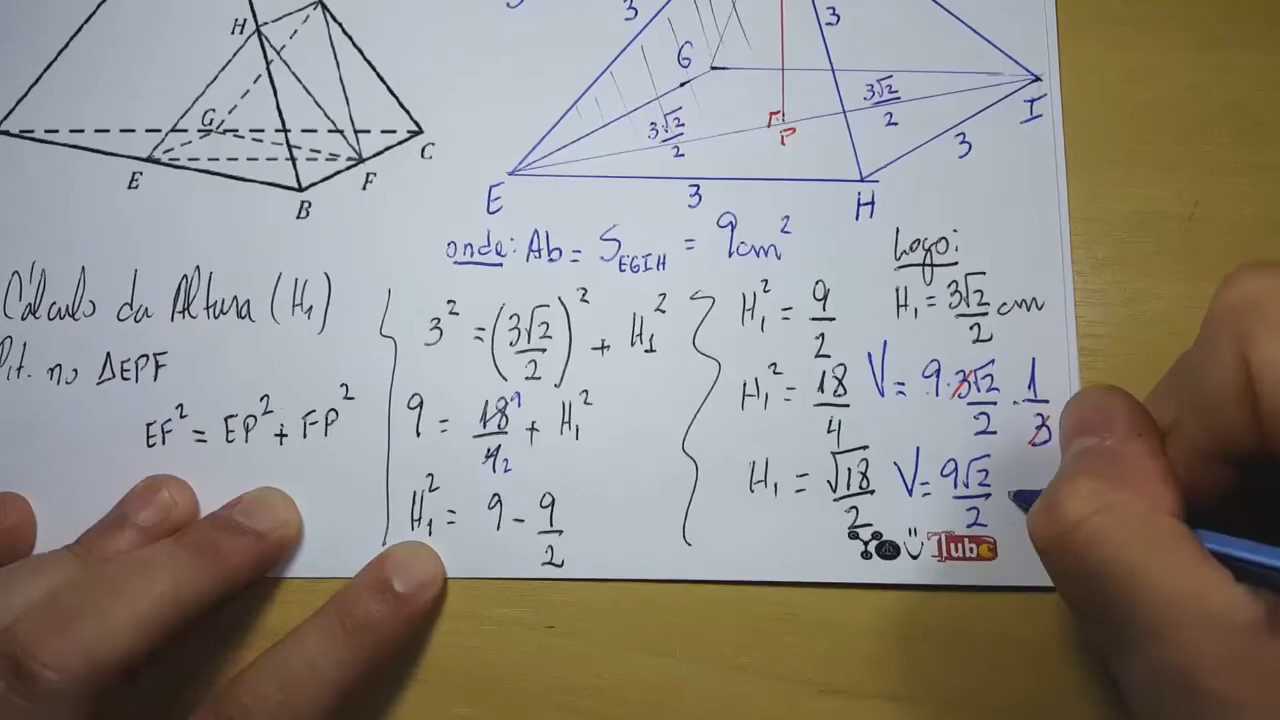 H
G
E
B
F
C
3
3
G
3√2/2
3√2/2
P
I
3
E
3
H
onde: Ab = S_EGIH = 9cm²
Cálculo da Altura (H₁)
Pit. no ΔEPF
EF² = EP² + FP²
3² = (3√2/2)² + H₁²
9 = 18⁹/4₂ + H₁²
H₁² = 9 - 9/2
H₁² = 9/2
H₁² = 18/4
H₁ = √18/2
Logo:
H₁ = 3√2/2 cm
V = 9·3√2/2 · 1/3
V = 9√2/2
Tube